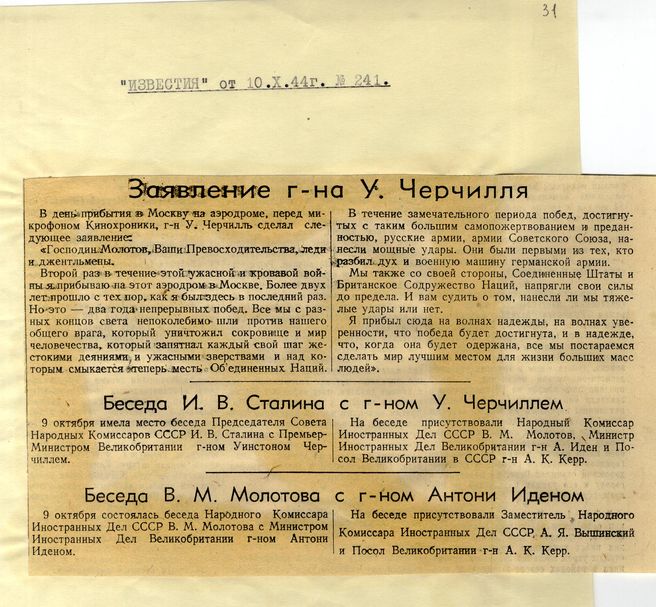 31
"ИЗВЕСТИЯ" от 10.X.44г. № 241.
Заявление г-на У. Черчилля
В день прибытия в Москву на аэродроме, перед ми-
крофоном Кинохроники, г-н У. Черчилль сделал сле-
дующее заявление:
«Господин Молотов, Ваши Превосходительства, леди
и джентльмены.
Второй раз в течение этой ужасной и кровавой вой-
ны я прибываю на этот аэродром в Москве. Более двух
лет прошло с тех пор, как я был здесь в последний раз.
Но это — два года непрерывных побед. Все мы с раз-
ных концов света непоколебимо шли против нашего
общего врага, который уничтожил сокровище и мир
человечества, который запятнал каждый свой шаг же-
стокими деяниями и ужасными зверствами и над ко-
торым смыкается теперь месть Об'единенных Наций.
В течение замечательного периода побед, достигну-
тых с таким большим самопожертвованием и предан-
ностью, русские армии, армии Советского Союза, на-
несли мощные удары. Они были первыми из тех, кто
разбил дух и военную машину германской армии.
Мы также со своей стороны, Соединенные Штаты и
Британское Содружество Наций, напрягли свои силы
до предела. И вам судить о том, нанесли ли мы тяже-
лые удары или нет.
Я прибыл сюда на волнах надежды, на волнах уве-
ренности, что победа будет достигнута, и в надежде,
что, когда она будет одержана, все мы постараемся
сделать мир лучшим местом для жизни больших масс
людей».
Беседа И. В. Сталина с г-ном У. Черчиллем
9 октября имела место беседа Председателя Совета
Народных Комиссаров СССР И. В. Сталина с Премьер-
Министром Великобритании г-ном Уинстоном Чер-
чиллем.
На беседе присутствовали Народный Комиссар
Иностранных Дел СССР В. М. Молотов, Министр
Иностранных Дел Великобритании г-н А. Иден и По-
сол Великобритании в СССР г-н А. К. Керр.
Беседа В. М. Молотова с г-ном Антони Иденом
9 октября состоялась беседа Народного Комиссара
Иностранных Дел СССР В. М. Молотова с Министром
Иностранных Дел Великобритании г-ном Антони
Иденом.
На беседе присутствовали Заместитель Народного
Комиссара Иностранных Дел СССР А. Я. Вышинский
и Посол Великобритании г-н А. К. Керр.